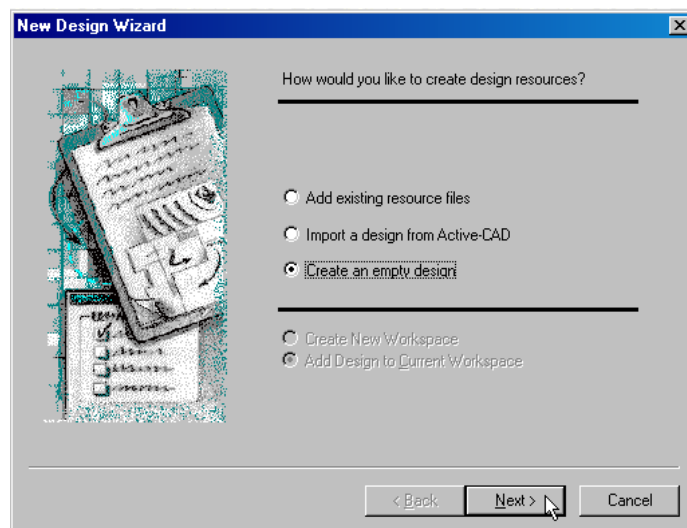 New Design Wizard
How would you like to create design resources?
Add existing resource files
Import a design from Active-CAD
Create an empty design
Create New Workspace
Add Design to Current Workspace
< Back
Next >
Cancel